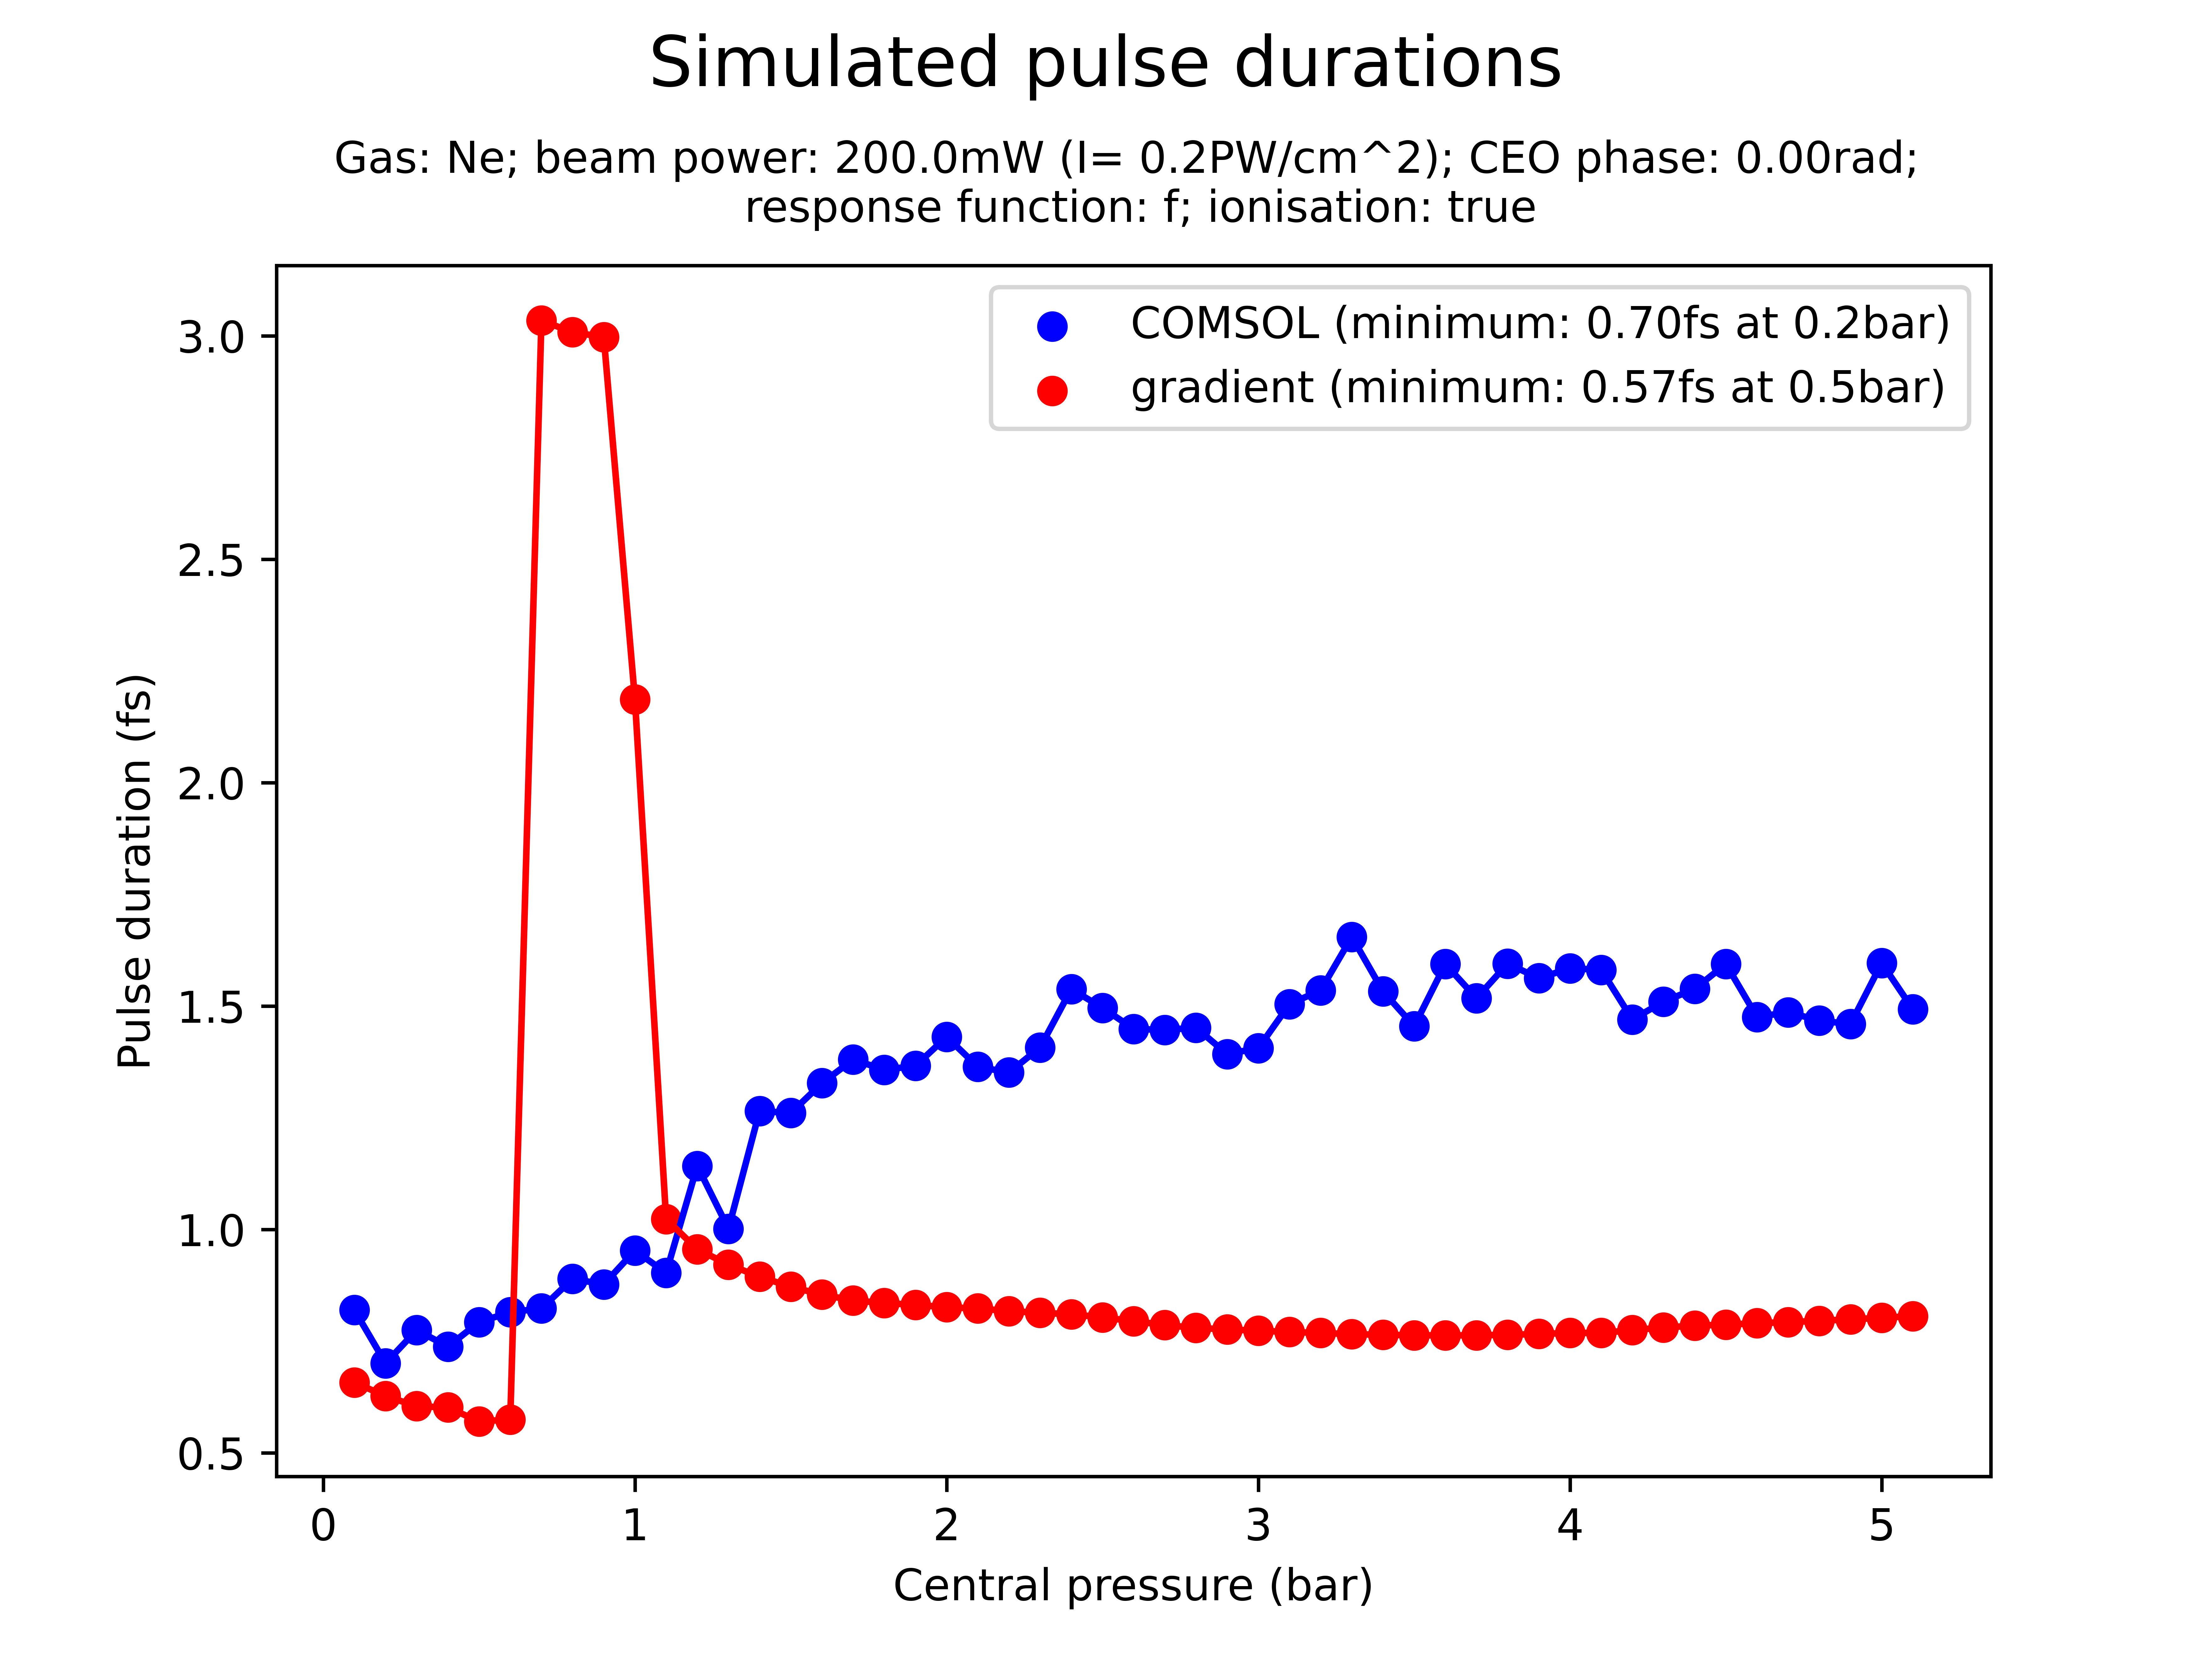 Simulated pulse durations
Gas: Ne; beam power: 200.0mW (I= 0.2PW/cm^2); CEO phase: 0.00rad;
response function: f; ionisation: true
COMSOL (minimum: 0.70fs at 0.2bar)
gradient (minimum: 0.57fs at 0.5bar)
Pulse duration (fs)
3.0
2.5
2.0
1.5
1.0
0.5
0 1 2 3 4 5
Central pressure (bar)